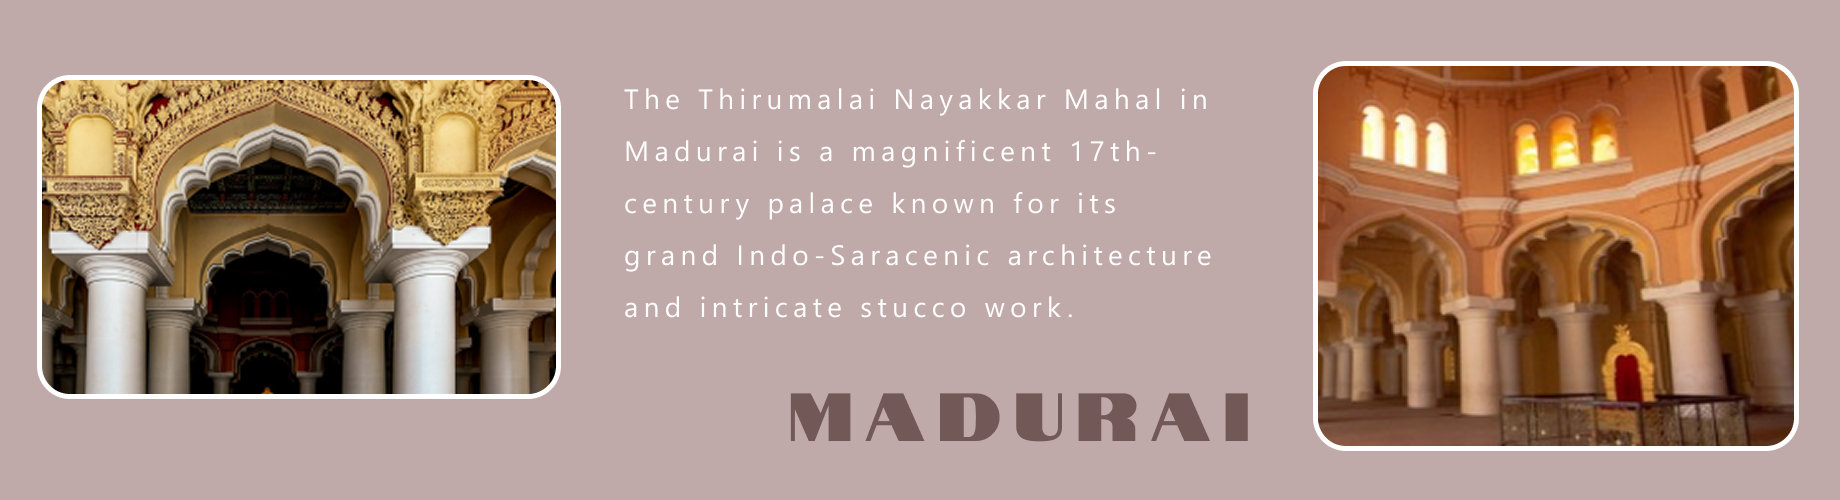 The Thirumalai Nayakkar Mahal in
Madurai is a magnificent 17th-
century palace known for its
grand Indo-Saracenic architecture
and intricate stucco work.
MADURAI